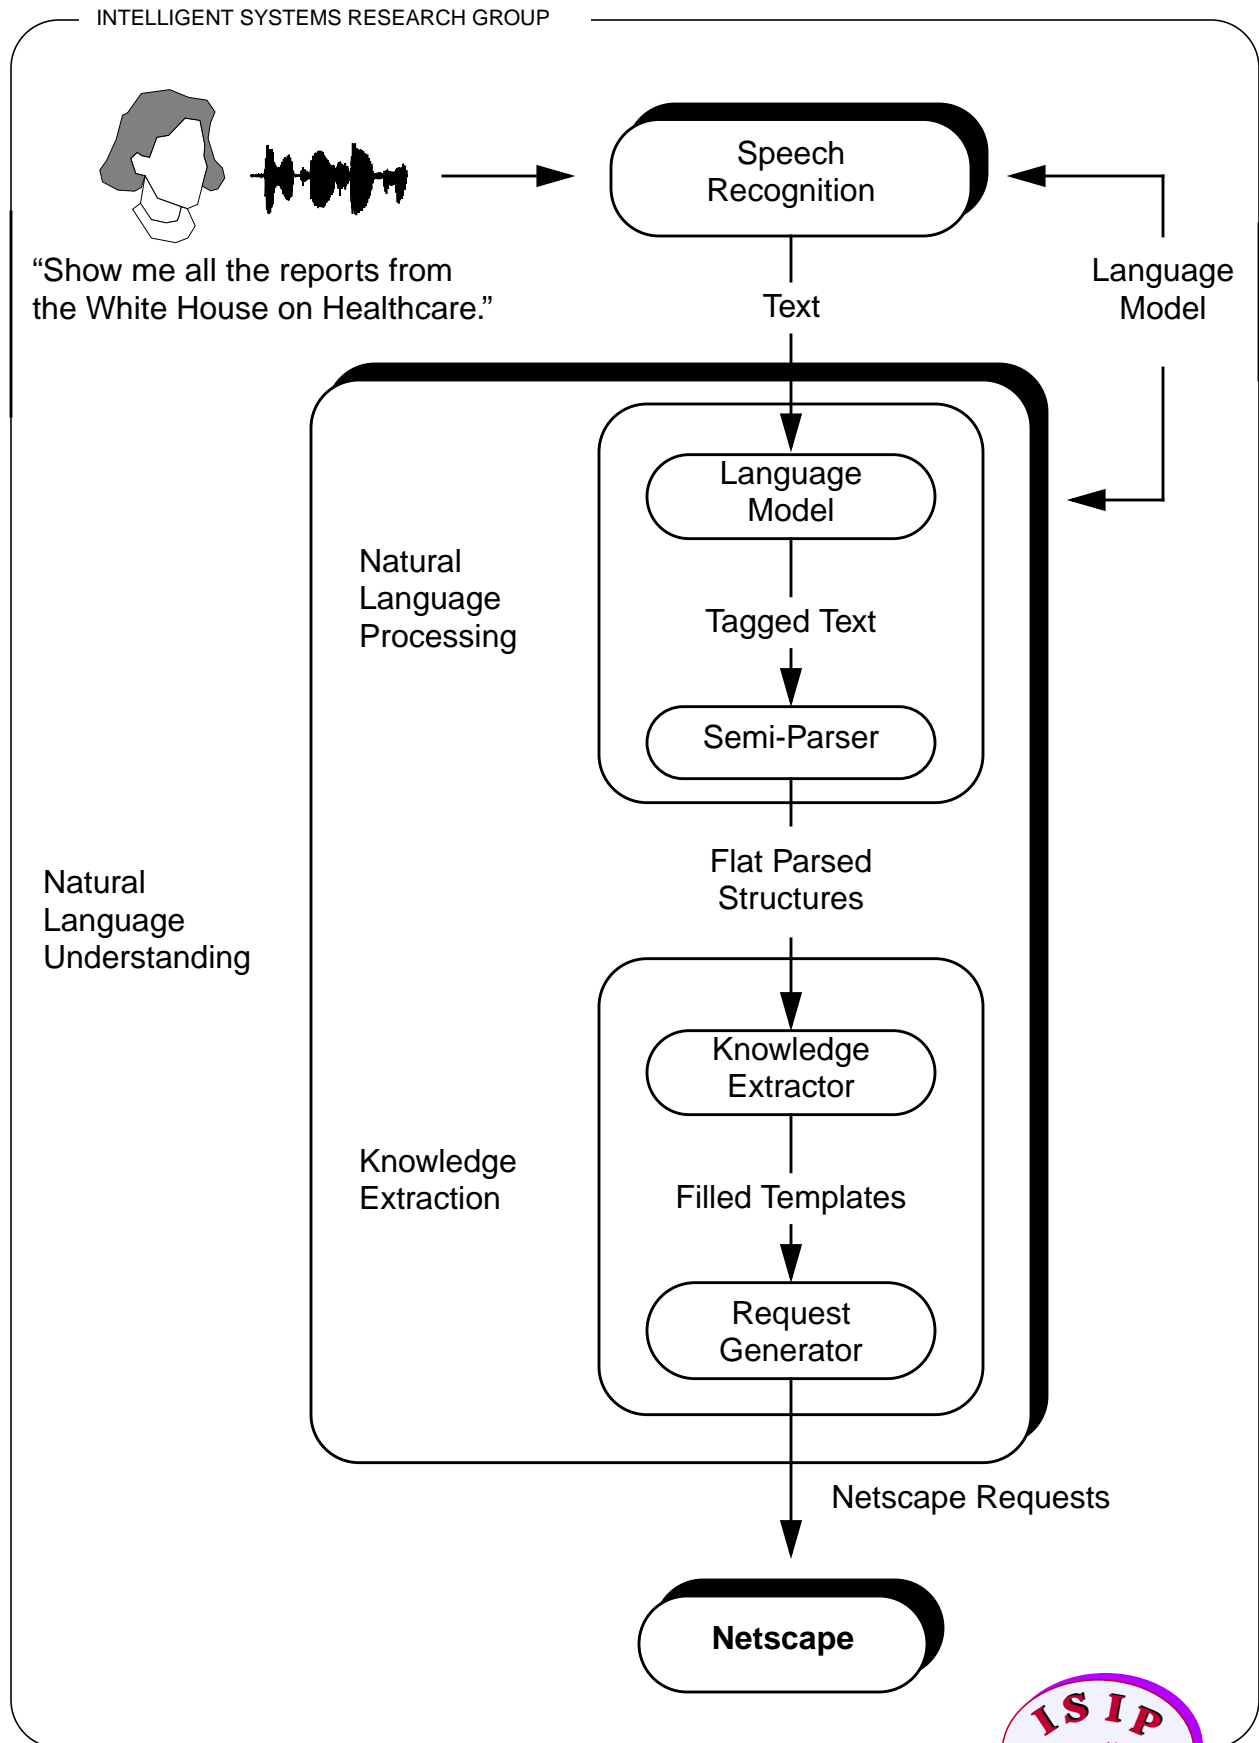 INTELLIGENT SYSTEMS RESEARCH GROUP
Speech
Recognition
“Show me all the reports from
the White House on Healthcare.”
Language
Model
Text
Language
Model
Natural
Language
Processing
Tagged Text
Semi-Parser
Flat Parsed
Structures
Natural
Language
Understanding
Knowledge
Extractor
Knowledge
Extraction
Filled Templates
Request
Generator
Netscape Requests
Netscape
ISIP